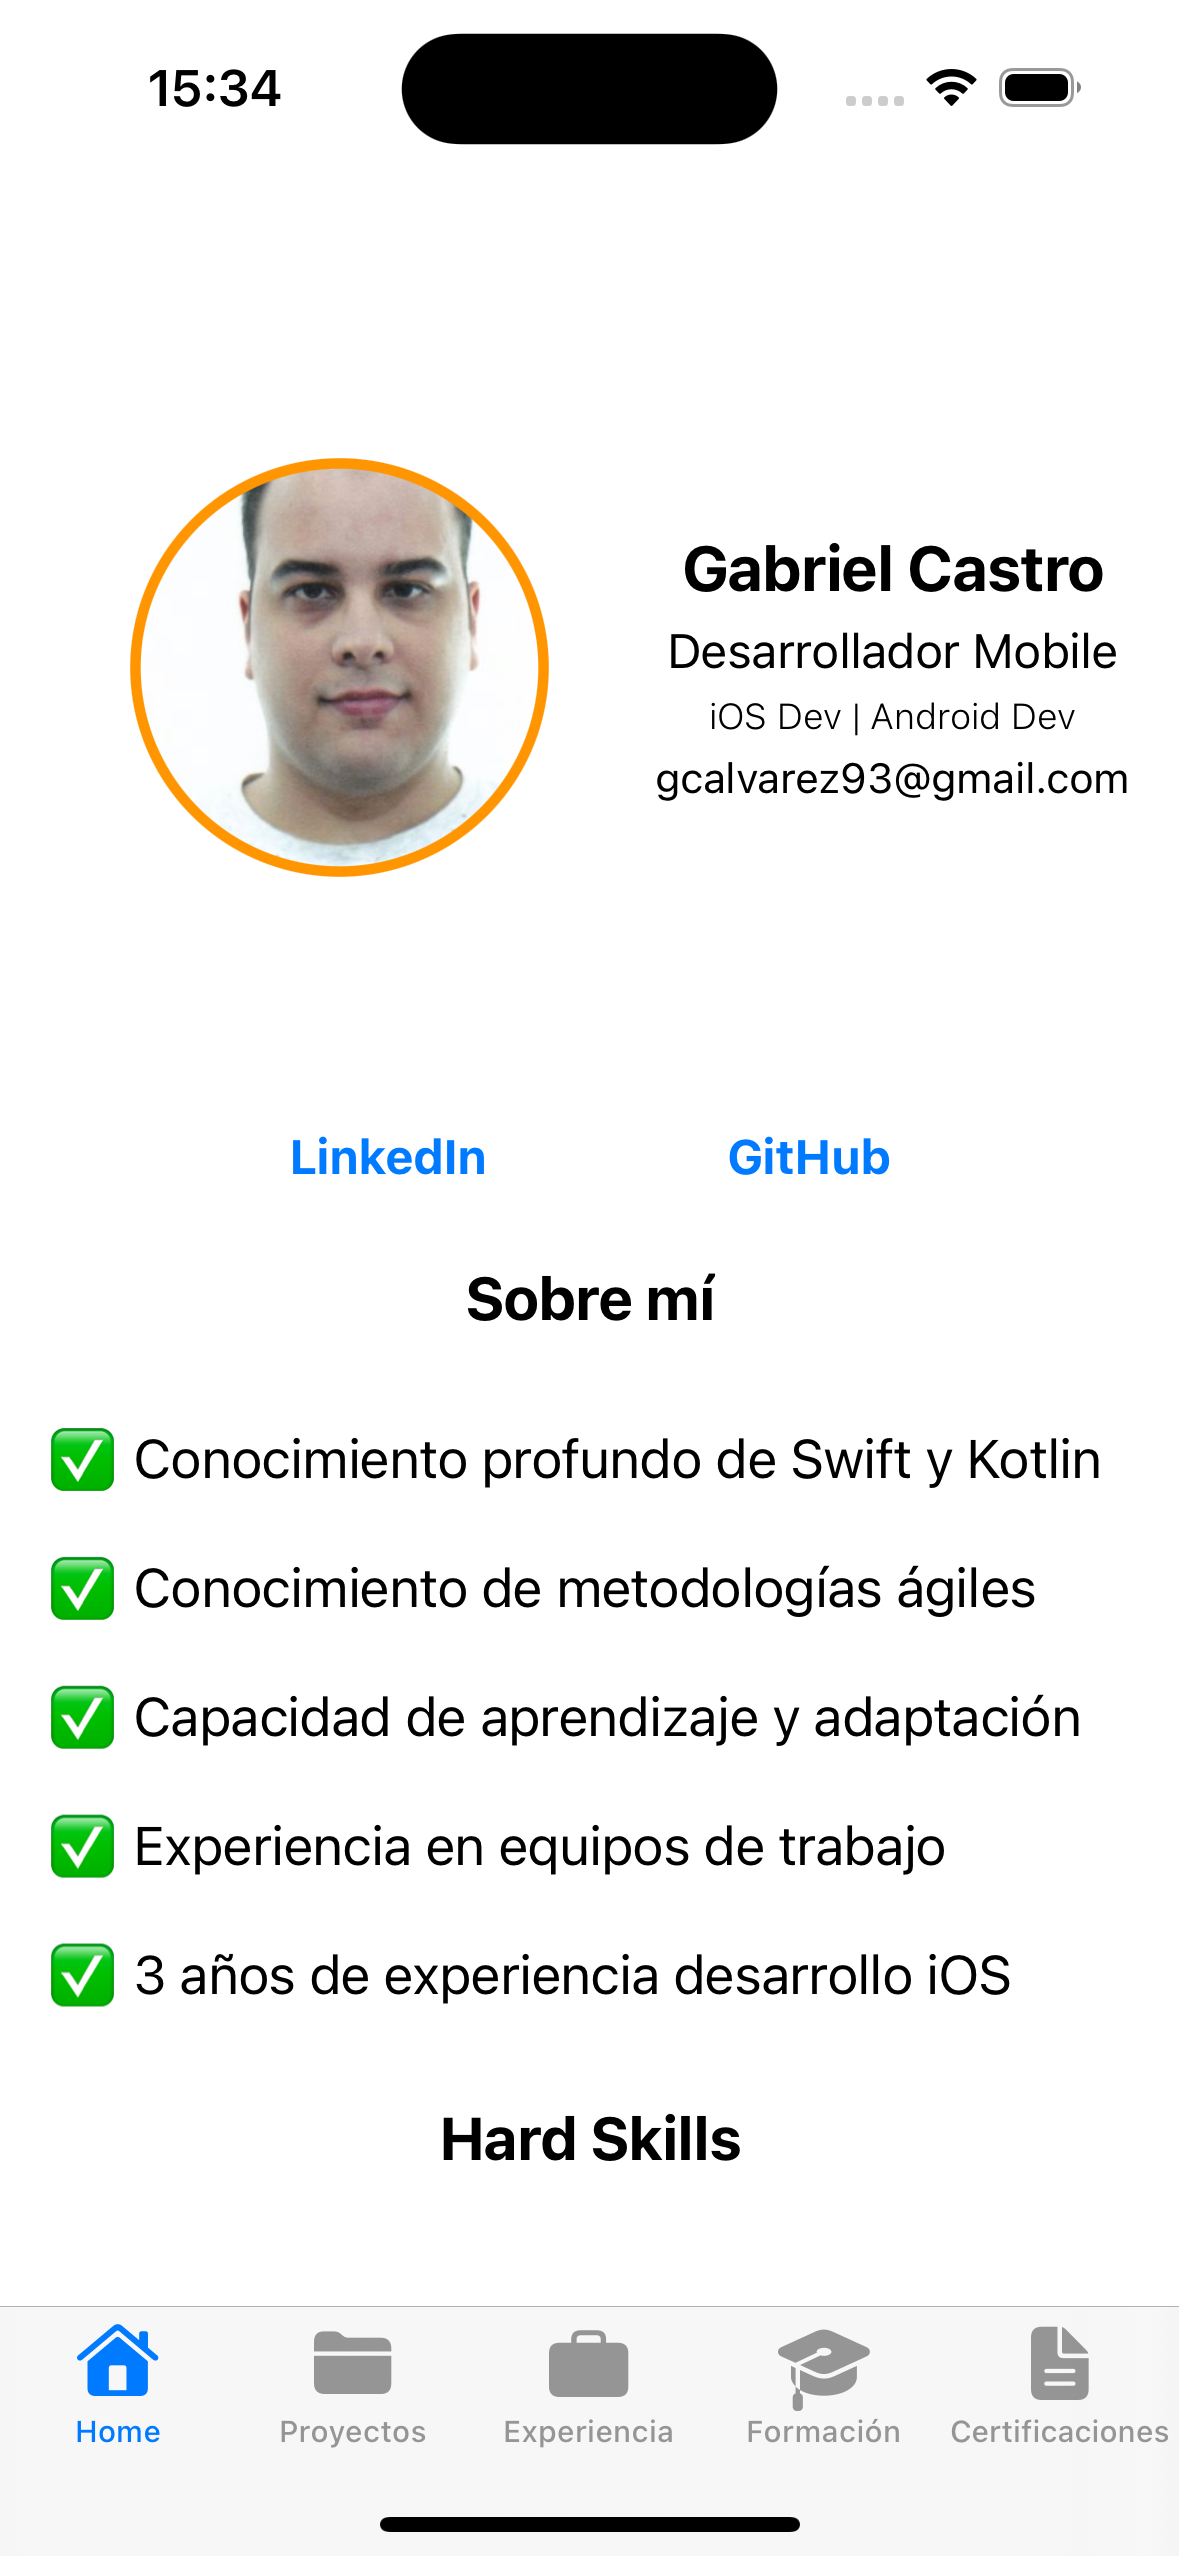 15:34
Gabriel Castro
Desarrollador Mobile
iOS Dev | Android Dev
gcalvarez93@gmail.com
LinkedIn GitHub
Sobre mí
✅ Conocimiento profundo de Swift y Kotlin
✅ Conocimiento de metodologías ágiles
✅ Capacidad de aprendizaje y adaptación
✅ Experiencia en equipos de trabajo
✅ 3 años de experiencia desarrollo iOS
Hard Skills
Home Proyectos Experiencia Formación Certificaciones